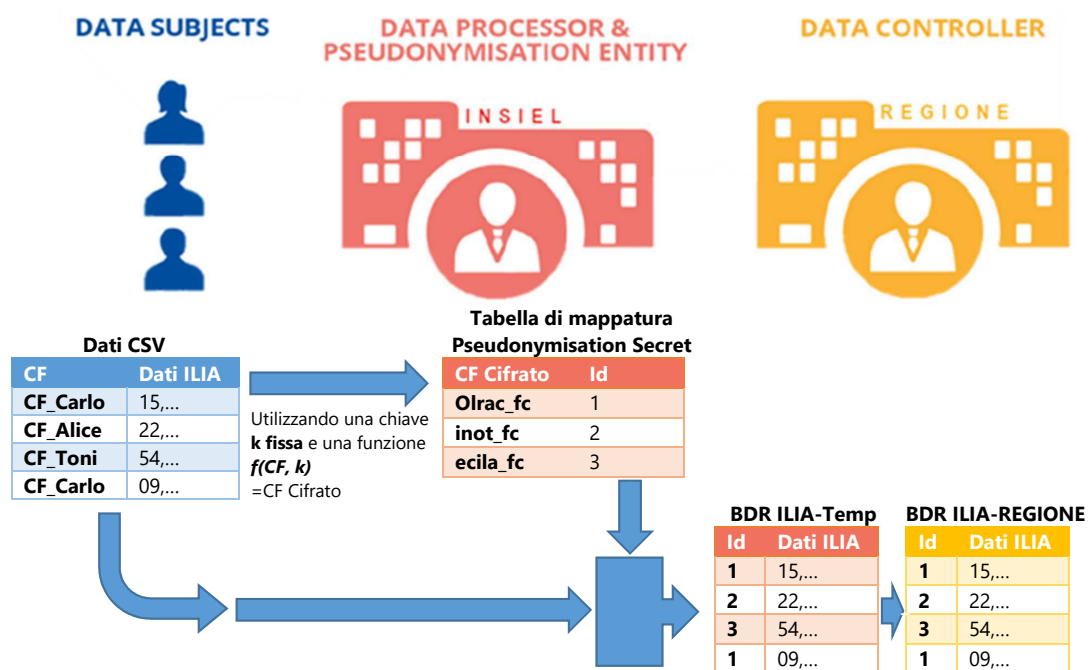 DATA SUBJECTS
DATA PROCESSOR &
PSEUDONYMISATION ENTITY
DATA CONTROLLER
INSIEL
REGIONE
Dati CSV
CF Dati ILIA
CF_Carlo 15,...
CF_Alice 22,...
CF_Toni 54,...
CF_Carlo 09,...
Utilizzando una chiave
k fissa e una funzione
f(CF, k)
=CF Cifrato
Tabella di mappatura
Pseudonymisation Secret
CF Cifrato Id
Olrac_fc 1
inot_fc 2
ecila_fc 3
BDR ILIA-Temp
Id Dati ILIA
1 15,...
2 22,...
3 54,...
1 09,...
BDR ILIA-REGIONE
Id Dati ILIA
1 15,...
2 22,...
3 54,...
1 09,...